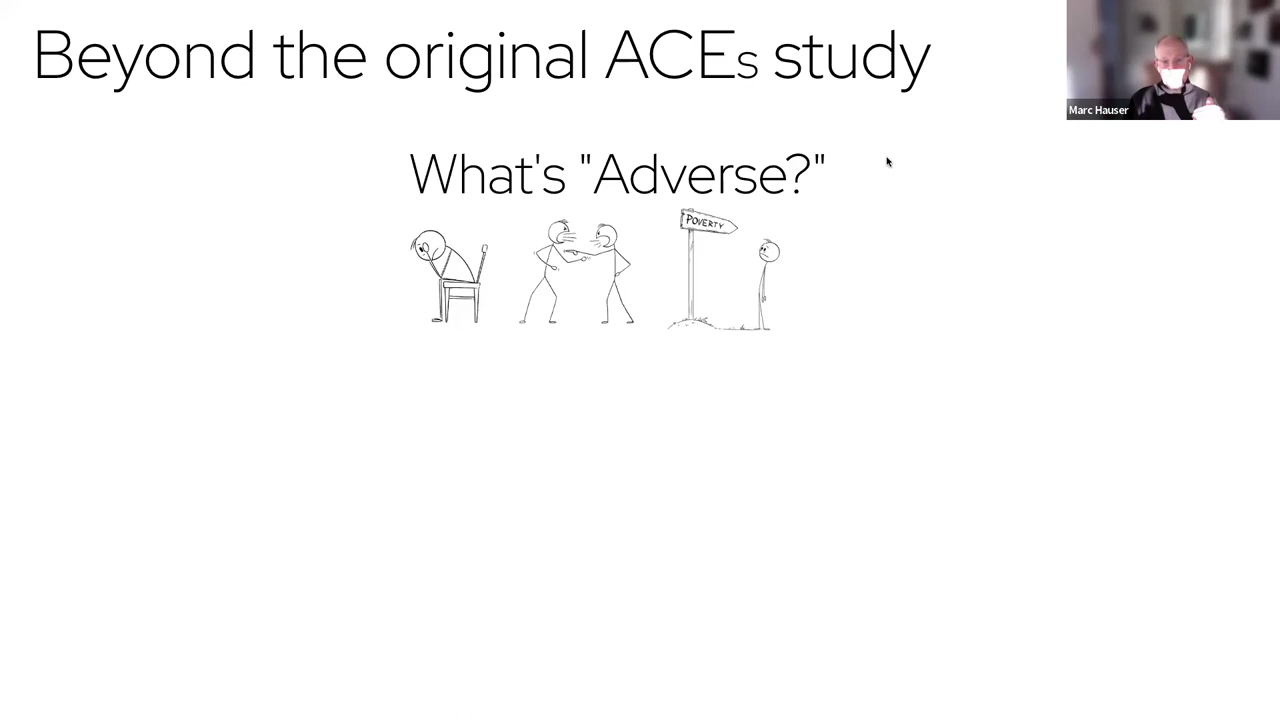 Beyond the original ACEs study
Marc Hauser
What's "Adverse?"
POVERTY